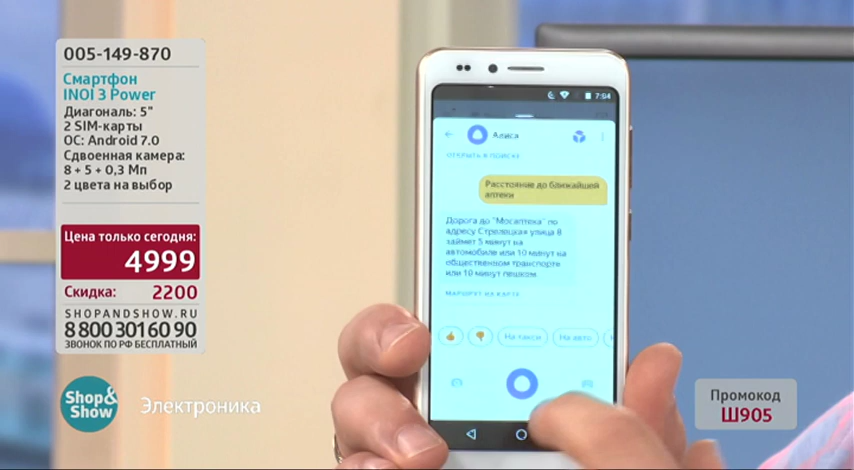 005-149-870
Смартфон
INOI 3 Power
Диагональ: 5"
2 SIM-карты
ОС: Android 7.0
Сдвоенная камера:
8 + 5 + 0,3 Мп
2 цвета на выбор
Цена только сегодня:
4999
Скидка: 2200
SHOPANDSHOW.RU
8 800 301 60 90
ЗВОНОК ПО РФ БЕСПЛАТНЫЙ
Shop&
Show
Электроника
7:04
Алиса
ОТКРЫТЬ В ПОИСКЕ
Расстояние до ближайшей
аптеки
Дорога до "Мосаптека" по
адресу Стрелецкая улица 8
займет 5 минут на
автомобиле или 10 минут на
общественном транспорте
или 10 минут пешком.
МАРШРУТ НА КАРТЕ
На такси
На авто
Промокод
Ш905